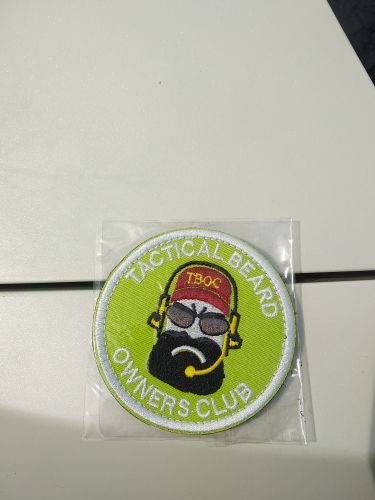 TACTICAL BEARD
TBOC
OWNERS CLUB